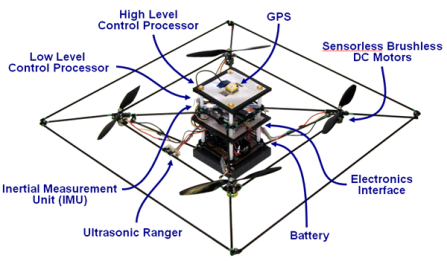 High Level
Control Processor
GPS
Low Level
Control Processor
Sensorless Brushless
DC Motors
Inertial Measurement
Unit (IMU)
Ultrasonic Ranger
Battery
Electronics
Interface